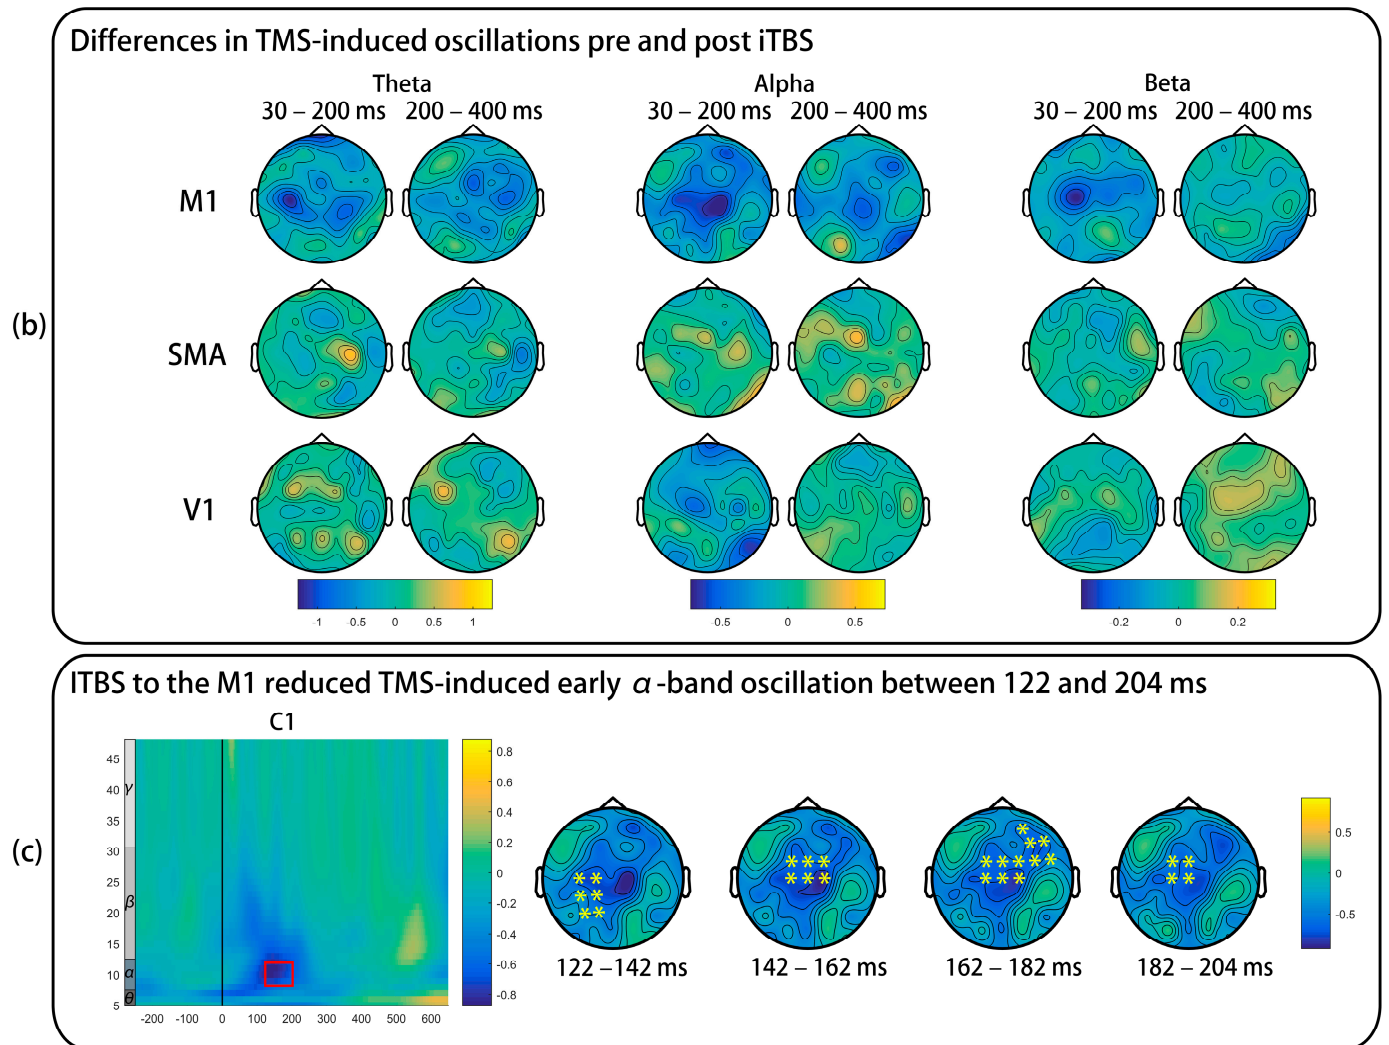 Differences in TMS-induced oscillations pre and post iTBS
Theta Alpha Beta
30 – 200 ms 200 – 400 ms 30 – 200 ms 200 – 400 ms 30 – 200 ms 200 – 400 ms
M1
(b)
SMA
V1
-1 -0.5 0 0.5 1 -0.5 0 0.5 -0.2 0 0.2
ITBS to the M1 reduced TMS-induced early α-band oscillation between 122 and 204 ms
C1
(c)
45
40
35
30
25
20
15
10
5
γ
β
α
θ
-200 -100 0 100 200 300 400 500 600
0.8
0.6
0.4
0.2
0
-0.2
-0.4
-0.6
-0.8
** ** **
*** ***
* ** ***** ***
** **
122 –142 ms 142 – 162 ms 162 – 182 ms 182 – 204 ms
0.5
0
-0.5